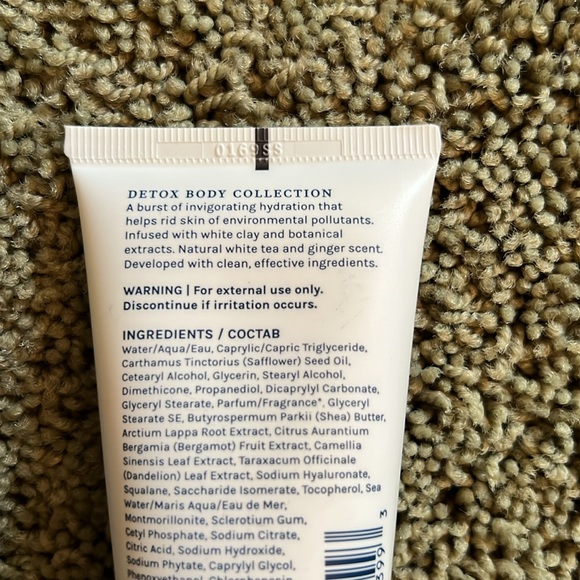 016988
DETOX BODY COLLECTION
A burst of invigorating hydration that
helps rid skin of environmental pollutants.
Infused with white clay and botanical
extracts. Natural white tea and ginger scent.
Developed with clean, effective ingredients.
WARNING | For external use only.
Discontinue if irritation occurs.
INGREDIENTS / COCTAB
Water/Aqua/Eau, Caprylic/Capric Triglyceride,
Carthamus Tinctorius (Safflower) Seed Oil,
Cetearyl Alcohol, Glycerin, Stearyl Alcohol,
Dimethicone, Propanediol, Dicaprylyl Carbonate,
Glyceryl Stearate, Parfum/Fragrance*, Glyceryl
Stearate SE, Butyrospermum Parkii (Shea) Butter,
Arctium Lappa Root Extract, Citrus Aurantium
Bergamia (Bergamot) Fruit Extract, Camellia
Sinensis Leaf Extract, Taraxacum Officinale
(Dandelion) Leaf Extract, Sodium Hyaluronate,
Squalane, Saccharide Isomerate, Tocopherol, Sea
Water/Maris Aqua/Eau de Mer,
Montmorillonite, Sclerotium Gum,
Cetyl Phosphate, Sodium Citrate,
Citric Acid, Sodium Hydroxide,
Sodium Phytate, Caprylyl Glycol,
Phenoxyethanol, Chlorphenesin
3991 3